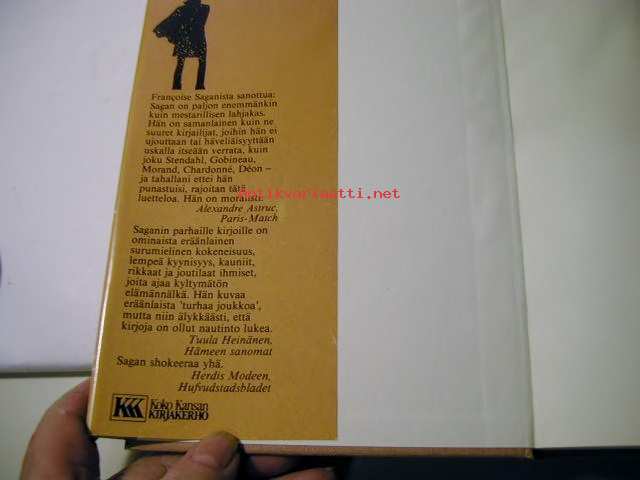 Françoise Saganista sanottua:
Sagan on paljon enemmänkin
kuin mestarillisen lahjakas.
Hän on samanlainen kuin ne
suuret kirjailijat, joihin hän ei
ujouttaan tai häveliäisyyttään
uskalla itseään verrata, kuin
joku Stendahl, Gobineau,
Morand, Chardonne, Déon –
ja tahallani ettei hän
punastuisi, rajoitan tätä
luetteloa. Hän on moralisti.
antikvariaatti.net
Alexandre Astruc,
Paris-Match
Saganin parhaille kirjoille on
ominaista eräänlainen
surumielinen kokeneisuus,
lempeä kyynisyys, kauniit,
rikkaat ja joutilaat ihmiset,
joita ajaa kyltymätön
elämännälkä. Hän kuvaa
eräänlaista 'turhaa joukkoa',
mutta niin älykkäästi, että
kirjoja on ollut nautinto lukea.
Tuula Heinänen,
Hämeen sanomat
Sagan shokeeraa yhä.
Herdis Modeen,
Hufvudstadsbladet
KKK Koko Kansan
KIRJAKERHO